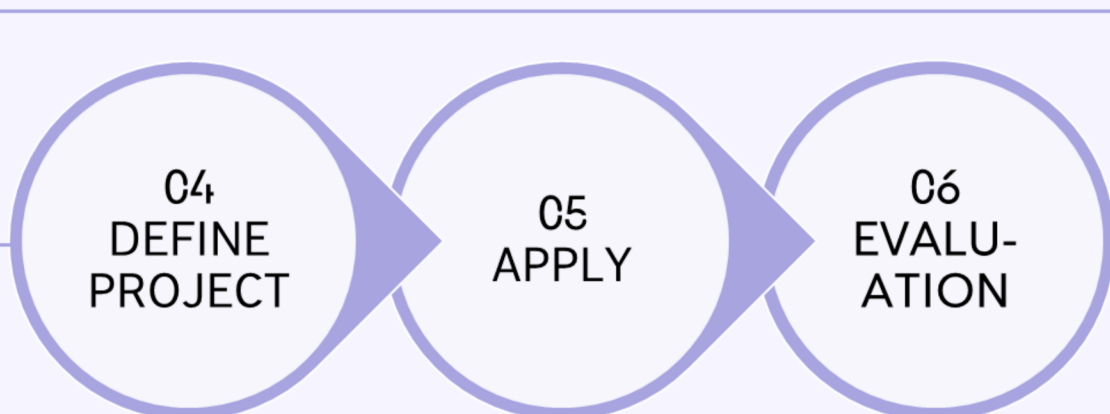 04
DEFINE
PROJECT
05
APPLY
06
EVALU-
ATION